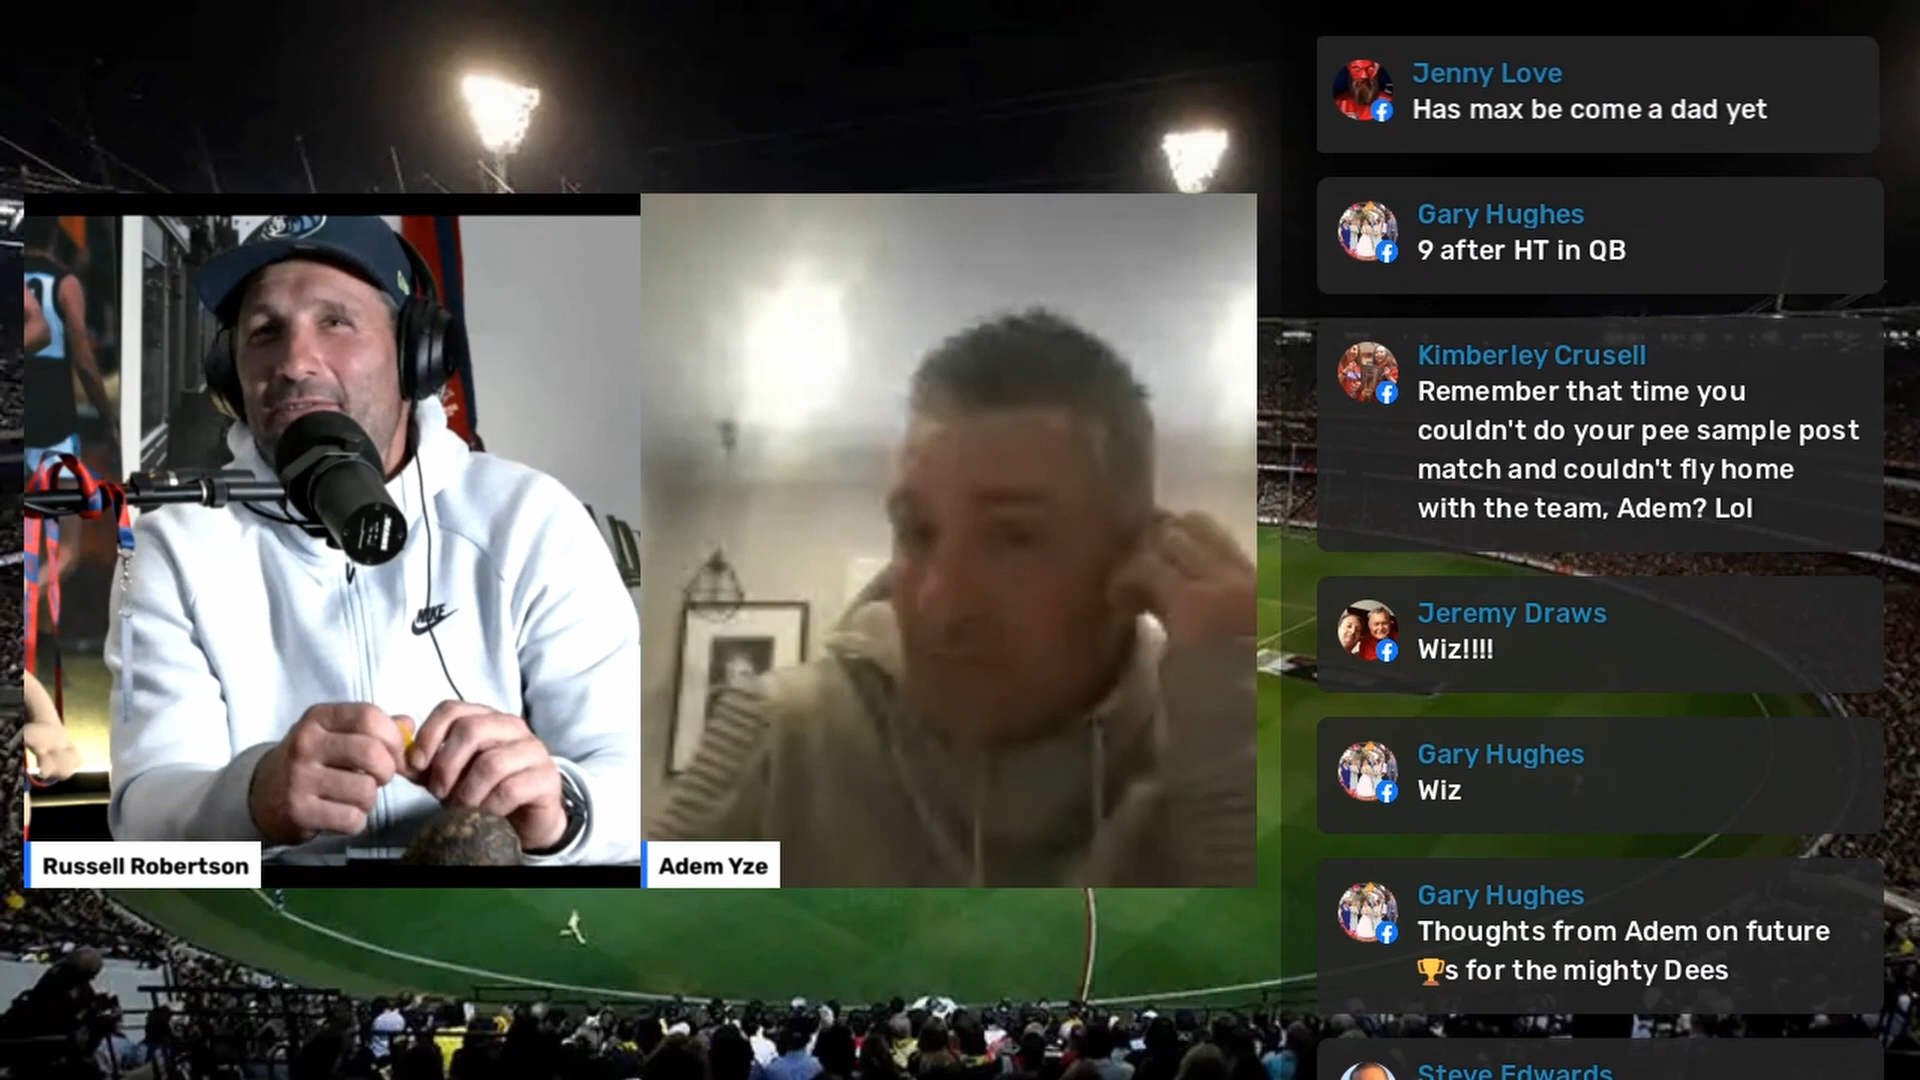 Jenny Love
Has max be come a dad yet
Gary Hughes
9 after HT in QB
Kimberley Crusell
Remember that time you
couldn't do your pee sample post
match and couldn't fly home
with the team, Adem? Lol
Jeremy Draws
Wiz!!!!
Gary Hughes
Wiz
Gary Hughes
Thoughts from Adem on future
🏆s for the mighty Dees
Steve Edwards
NIKE
Russell Robertson
Adem Yze